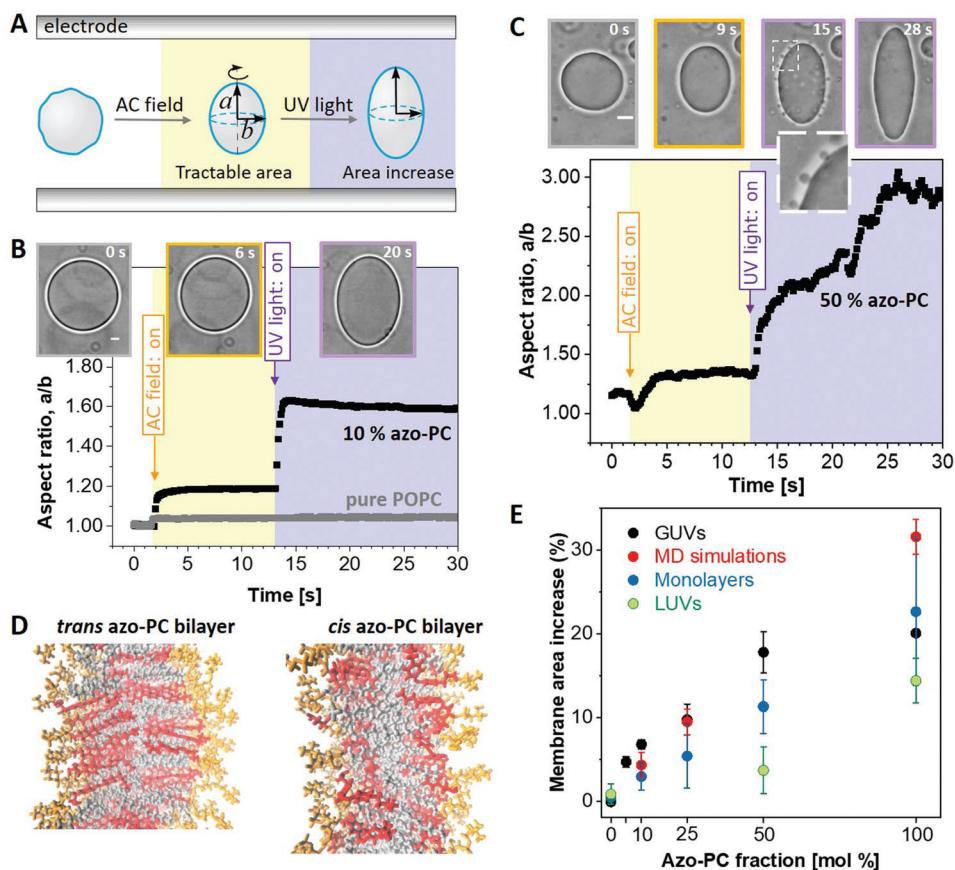 A
electrode
AC field
a
b
UV light
Tractable area
Area increase
B
0 s
6 s
20 s
AC field: on
UV light: on
10 % azo-PC
pure POPC
Aspect ratio, a/b
1.80
1.60
1.40
1.20
1.00
0 5 10 15 20 25 30
Time [s]
C
0 s
9 s
15 s
28 s
AC field: on
UV light: on
50 % azo-PC
Aspect ratio, a/b
3.00
2.50
2.00
1.50
1.00
0 5 10 15 20 25 30
Time [s]
D
trans azo-PC bilayer
cis azo-PC bilayer
E
GUVs
MD simulations
Monolayers
LUVs
Membrane area increase (%)
30
20
10
0
0 10 25 50 100
Azo-PC fraction [mol %]